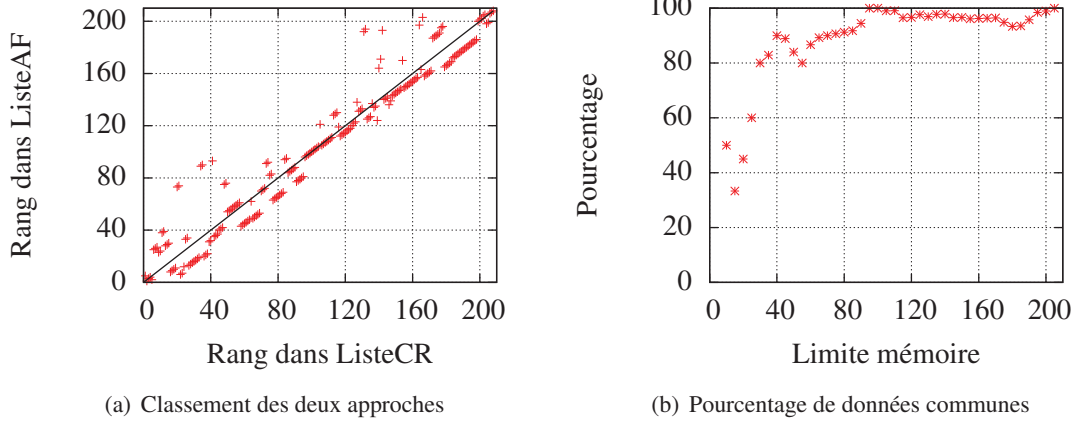 200
160
120
80
40
0
Rang dans ListeAF
0 40 80 120 160 200
Rang dans ListeCR
(a) Classement des deux approches
100
80
60
40
20
0
Pourcentage
0 40 80 120 160 200
Limite mémoire
(b) Pourcentage de données communes